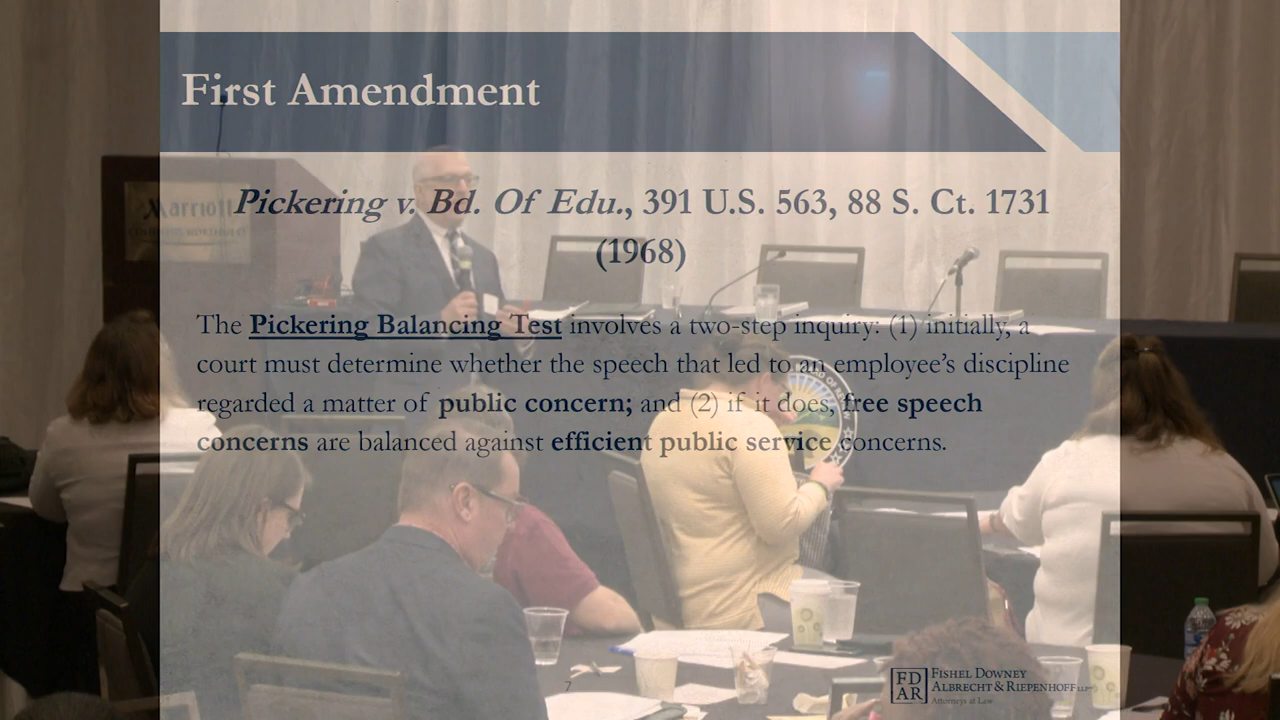 First Amendment
Marriott
Pickering v. Bd. Of Edu., 391 U.S. 563, 88 S. Ct. 1731
(1968)
The Pickering Balancing Test involves a two-step inquiry: (1) initially, a
court must determine whether the speech that led to an employee’s discipline
regarded a matter of public concern; and (2) if it does, free speech
concerns are balanced against efficient public service concerns.
7
FD
AR
Fishel Downey
Albrecht & Riepenhoff LLP
Attorneys at Law